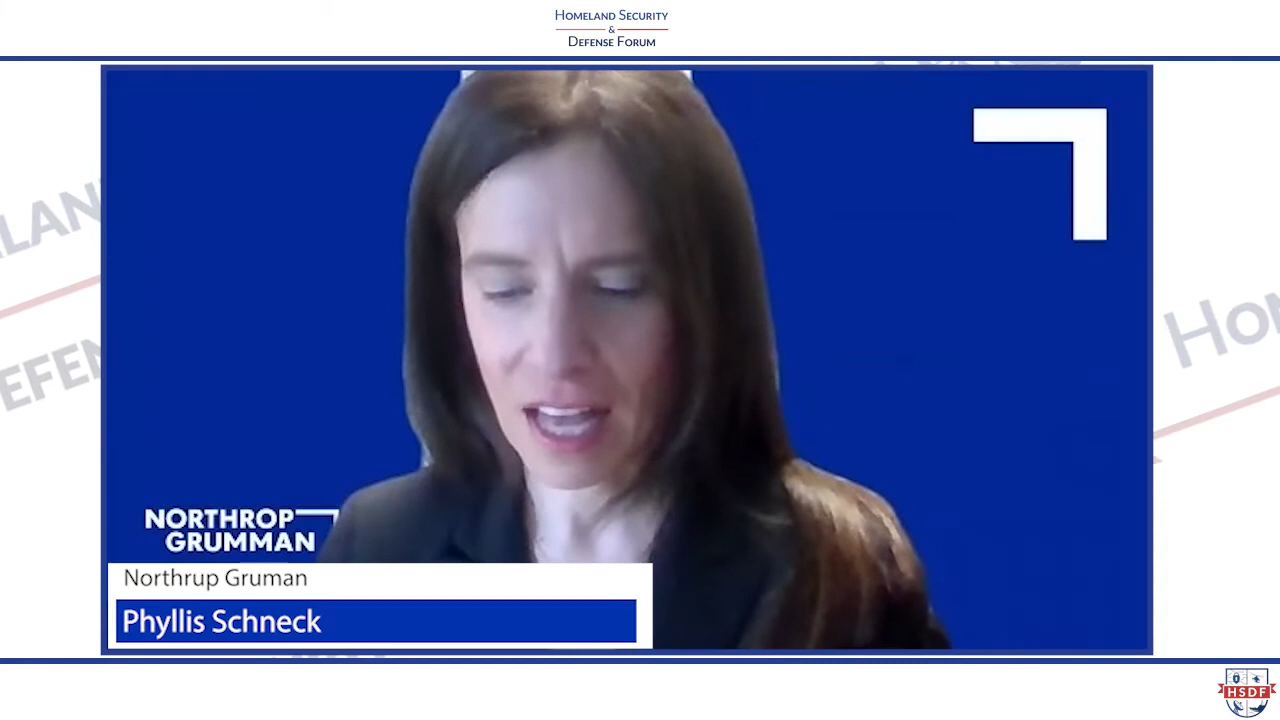 Homeland Security
&
Defense Forum
NORTHROP
GRUMMAN
Northrup Gruman
Phyllis Schneck
HSDF